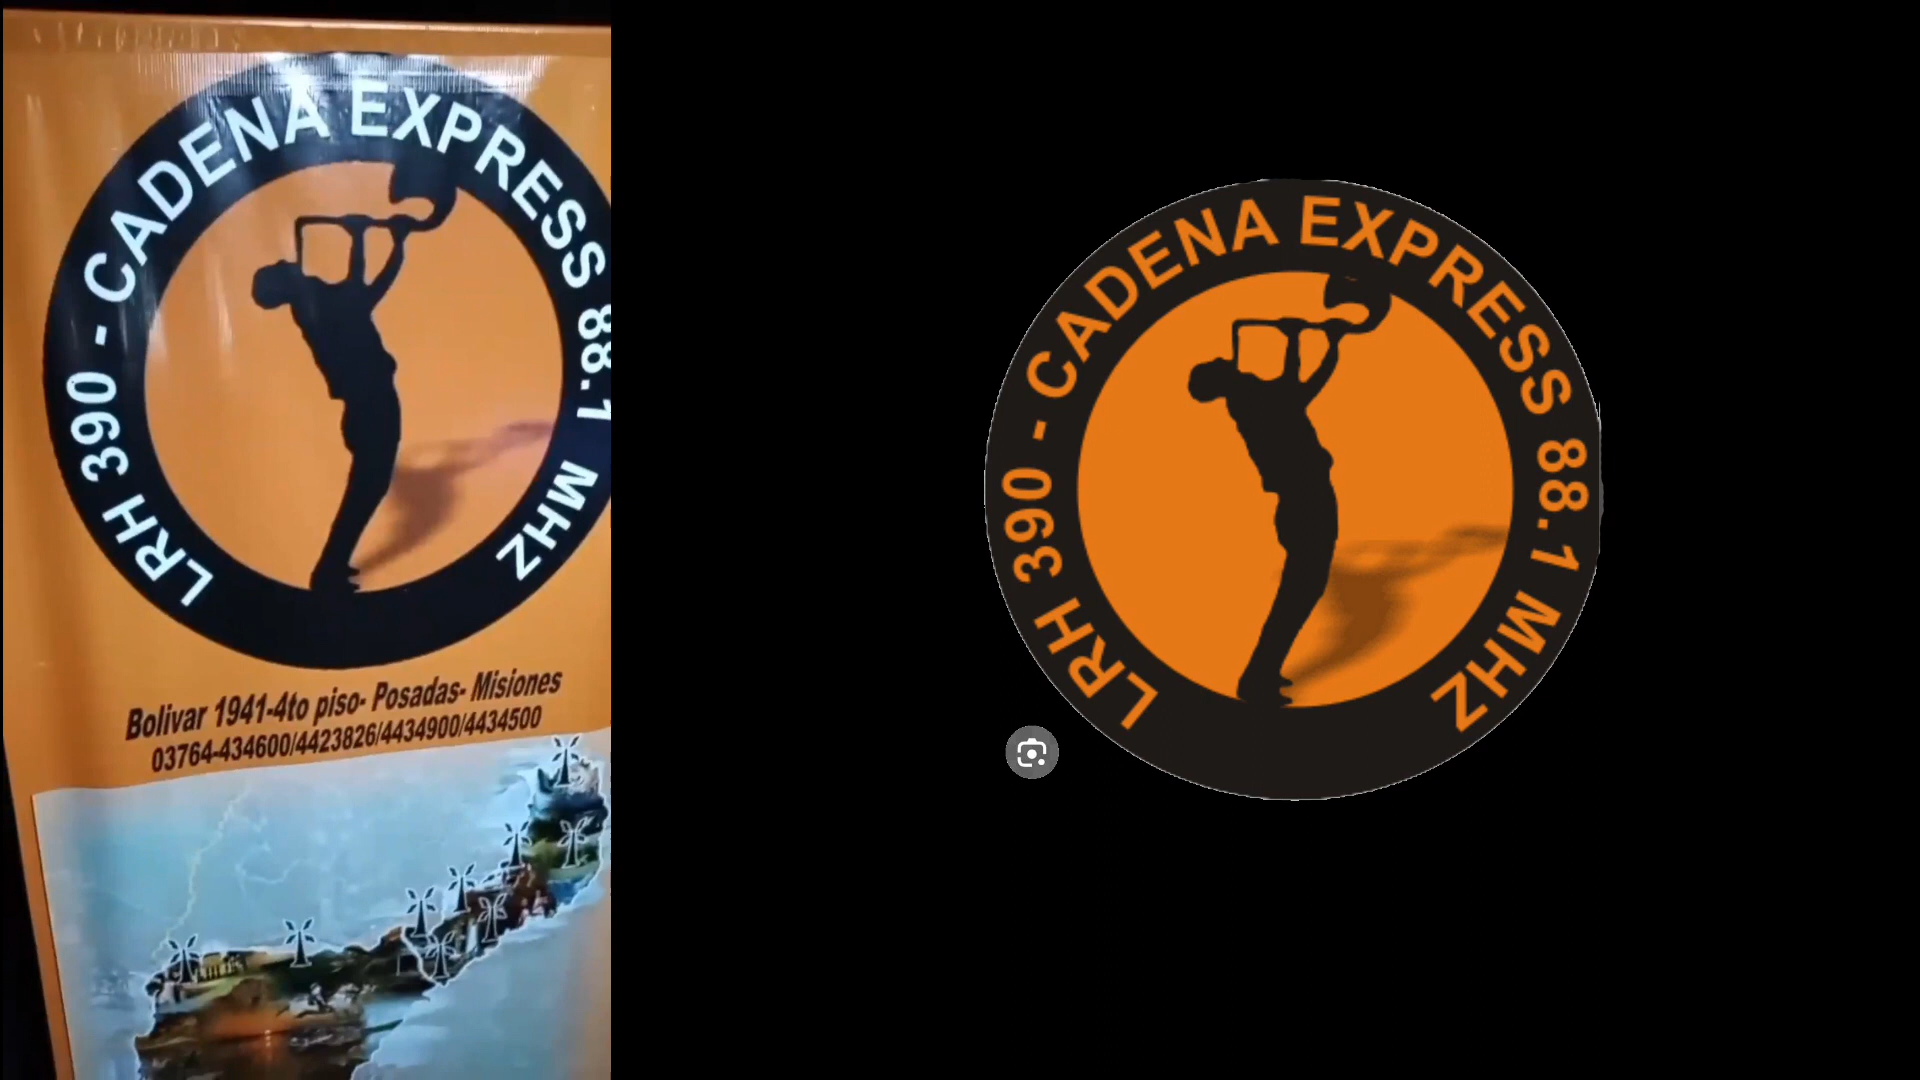 LRH 390 - CADENA EXPRESS 88.1 MHZ
Bolivar 1941-4to piso- Posadas- Misiones
03764-434600/4423826/4434900/4434500
LRH 390 - CADENA EXPRESS 88.1 MHZ